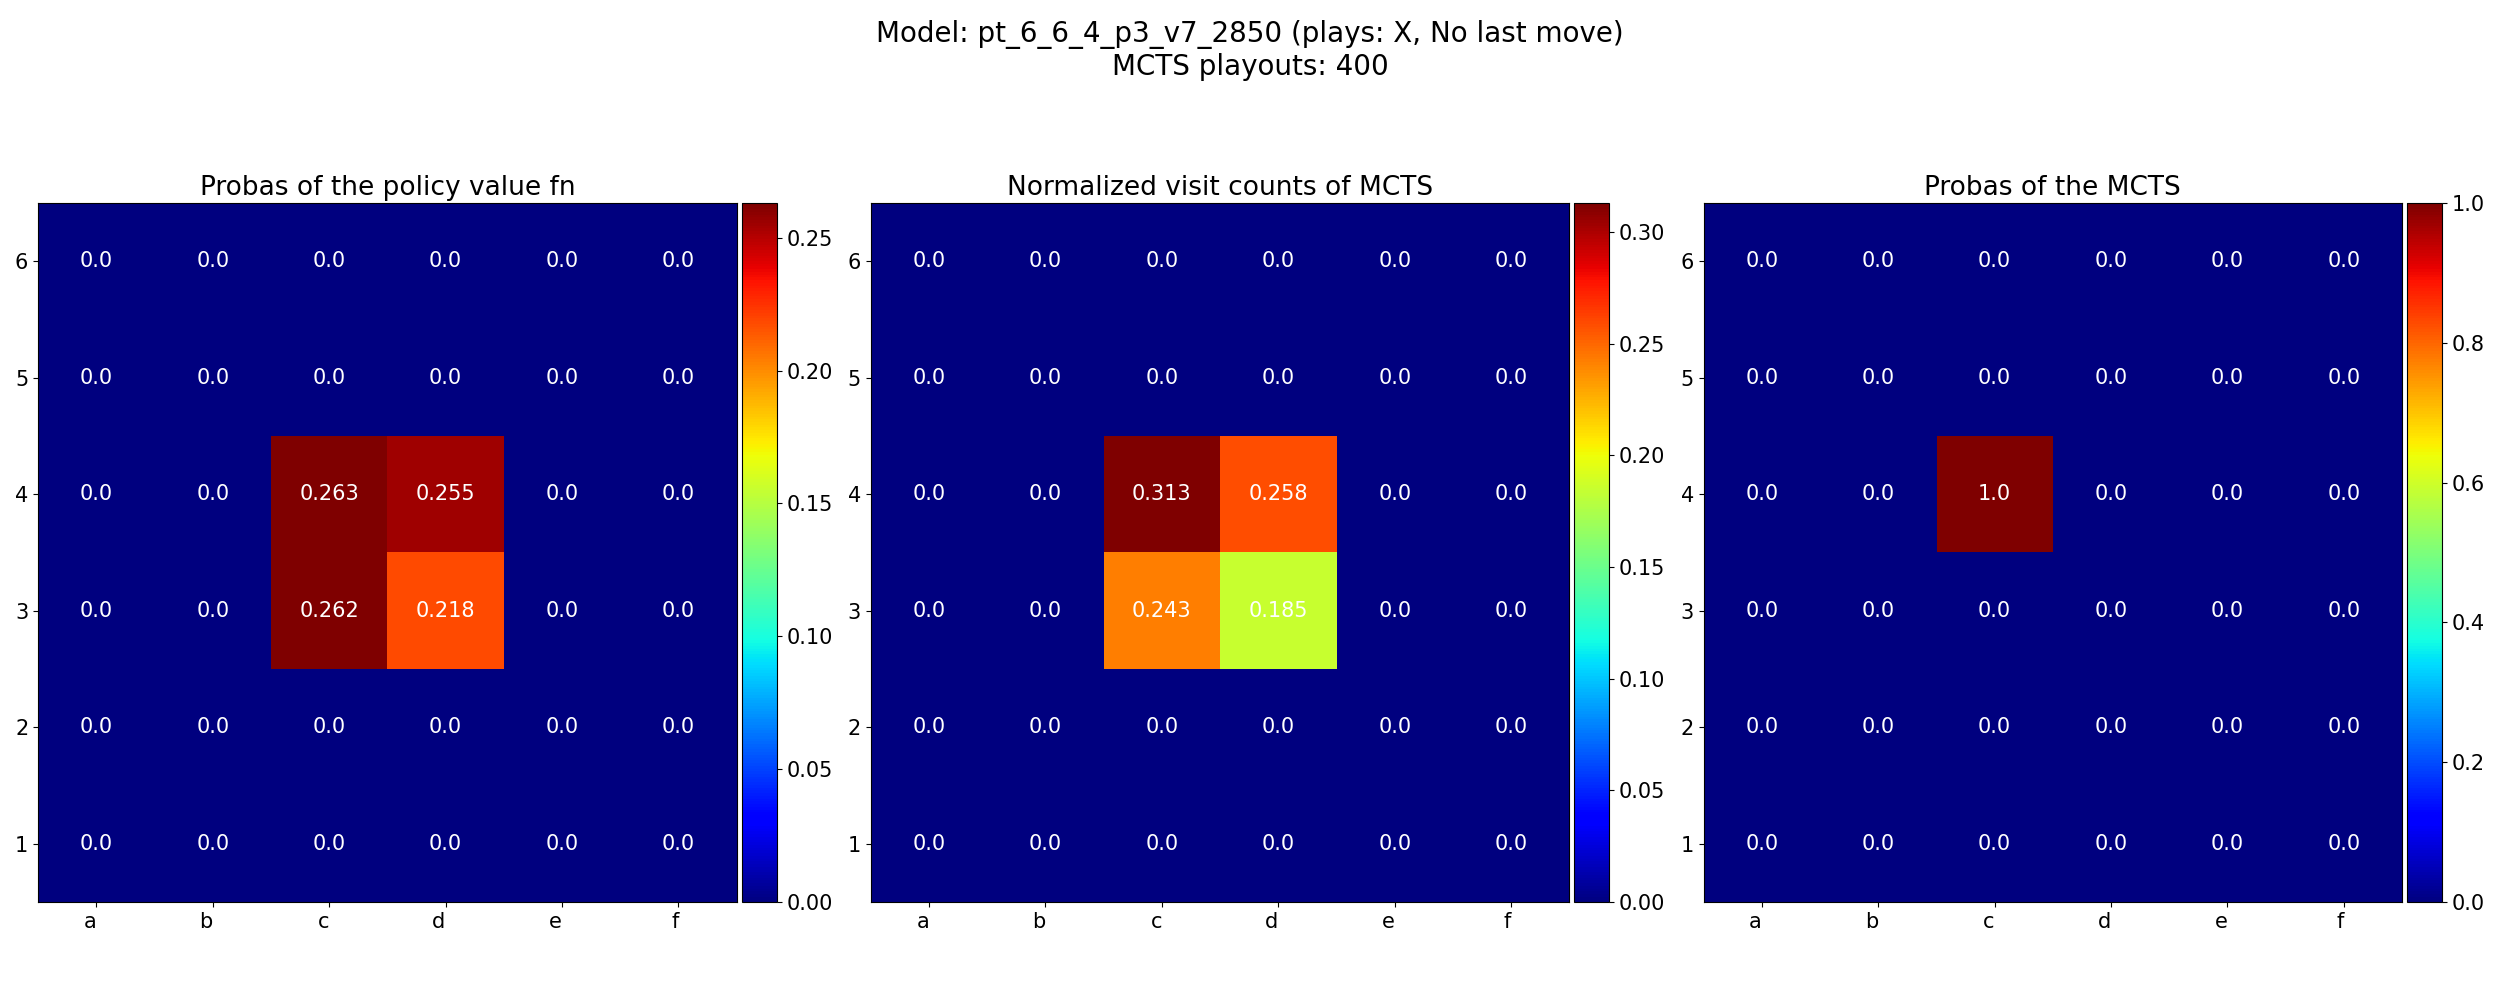 Model: pt_6_6_4_p3_v7_2850 (plays: X, No last move)
MCTS playouts: 400
Probas of the policy value fn
6 0.0 0.0 0.0 0.0 0.0 0.0
5 0.0 0.0 0.0 0.0 0.0 0.0
4 0.0 0.0 0.263 0.255 0.0 0.0
3 0.0 0.0 0.262 0.218 0.0 0.0
2 0.0 0.0 0.0 0.0 0.0 0.0
1 0.0 0.0 0.0 0.0 0.0 0.0
a b c d e f
0.25
0.20
0.15
0.10
0.05
0.00
Normalized visit counts of MCTS
6 0.0 0.0 0.0 0.0 0.0 0.0
5 0.0 0.0 0.0 0.0 0.0 0.0
4 0.0 0.0 0.313 0.258 0.0 0.0
3 0.0 0.0 0.243 0.185 0.0 0.0
2 0.0 0.0 0.0 0.0 0.0 0.0
1 0.0 0.0 0.0 0.0 0.0 0.0
a b c d e f
0.30
0.25
0.20
0.15
0.10
0.05
0.00
Probas of the MCTS
6 0.0 0.0 0.0 0.0 0.0 0.0
5 0.0 0.0 0.0 0.0 0.0 0.0
4 0.0 0.0 1.0 0.0 0.0 0.0
3 0.0 0.0 0.0 0.0 0.0 0.0
2 0.0 0.0 0.0 0.0 0.0 0.0
1 0.0 0.0 0.0 0.0 0.0 0.0
a b c d e f
1.0
0.8
0.6
0.4
0.2
0.0